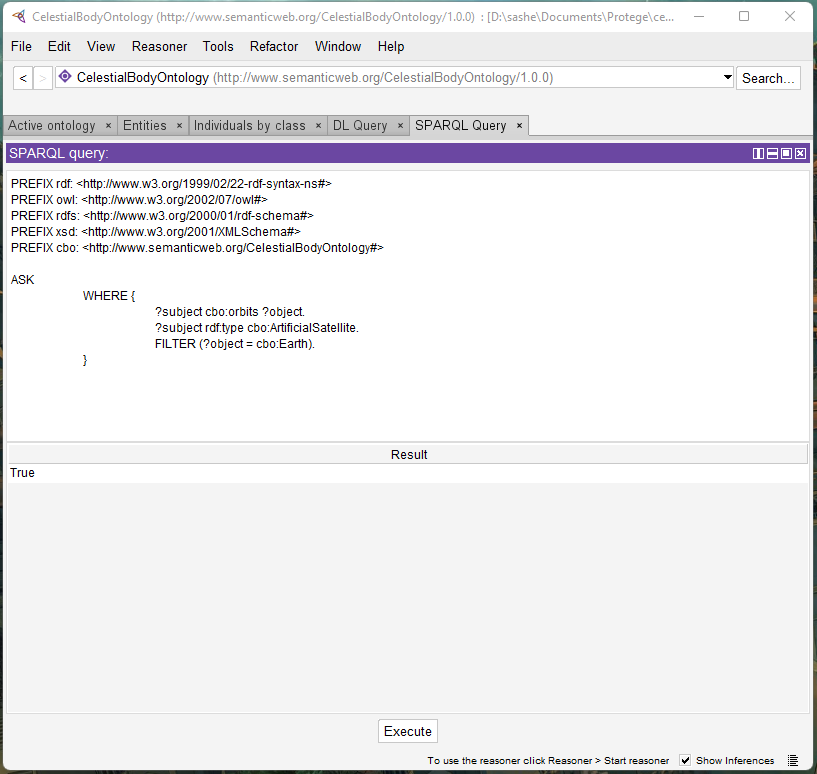 CelestialBodyOntology (http://www.semanticweb.org/CelestialBodyOntology/1.0.0)  : [D:\sashe\Documents\Protege\ce...
File Edit View Reasoner Tools Refactor Window Help
< > CelestialBodyOntology (http://www.semanticweb.org/CelestialBodyOntology/1.0.0) Search...
Active ontology × Entities × Individuals by class × DL Query × SPARQL Query ×
SPARQL query:
PREFIX rdf: <http://www.w3.org/1999/02/22-rdf-syntax-ns#>
PREFIX owl: <http://www.w3.org/2002/07/owl#>
PREFIX rdfs: <http://www.w3.org/2000/01/rdf-schema#>
PREFIX xsd: <http://www.w3.org/2001/XMLSchema#>
PREFIX cbo: <http://www.semanticweb.org/CelestialBodyOntology#>
ASK
WHERE {
?subject cbo:orbits ?object.
?subject rdf:type cbo:ArtificialSatellite.
FILTER (?object = cbo:Earth).
}
Result
True
Execute
To use the reasoner click Reasoner > Start reasoner Show Inferences